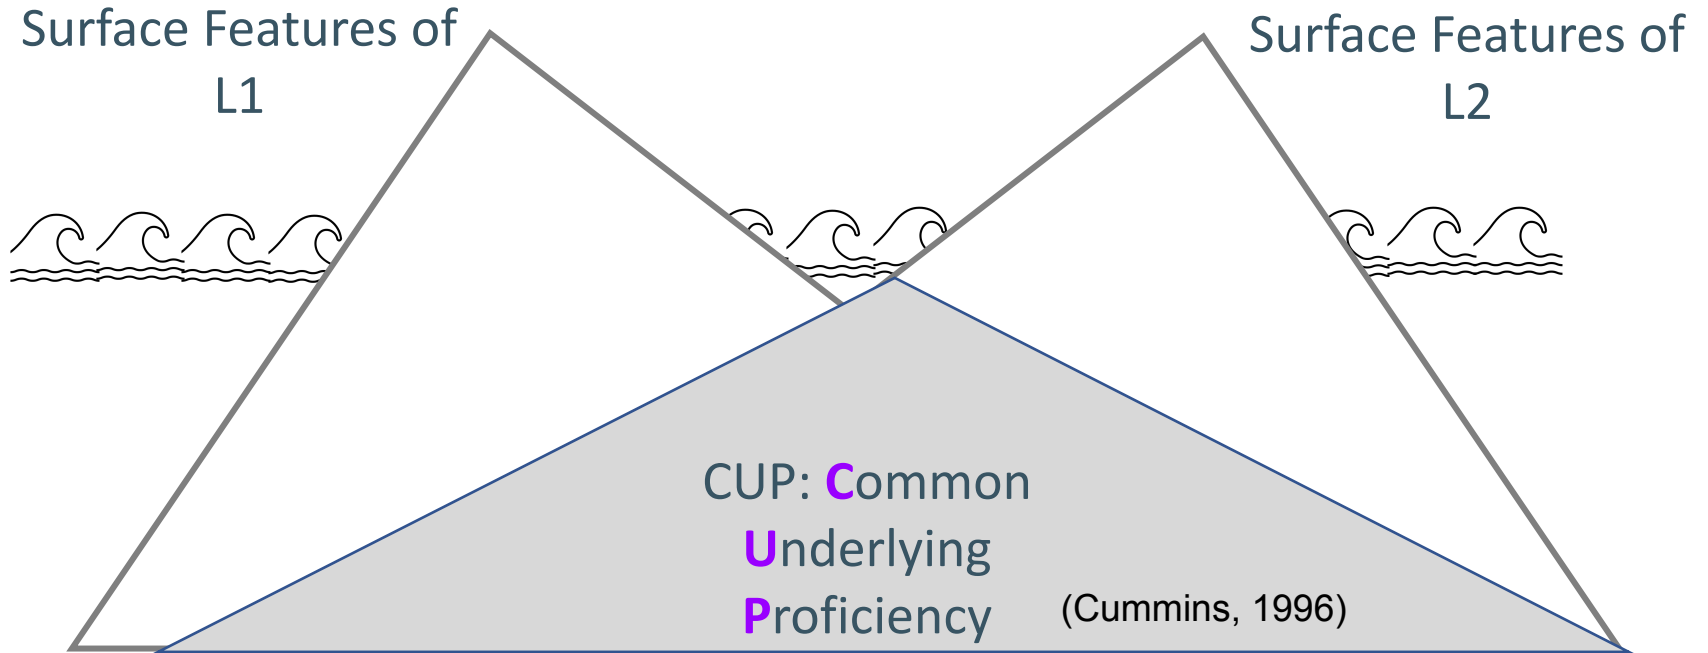 Surface Features of
L1
Surface Features of
L2
CUP: Common
Underlying
Proficiency
(Cummins, 1996)